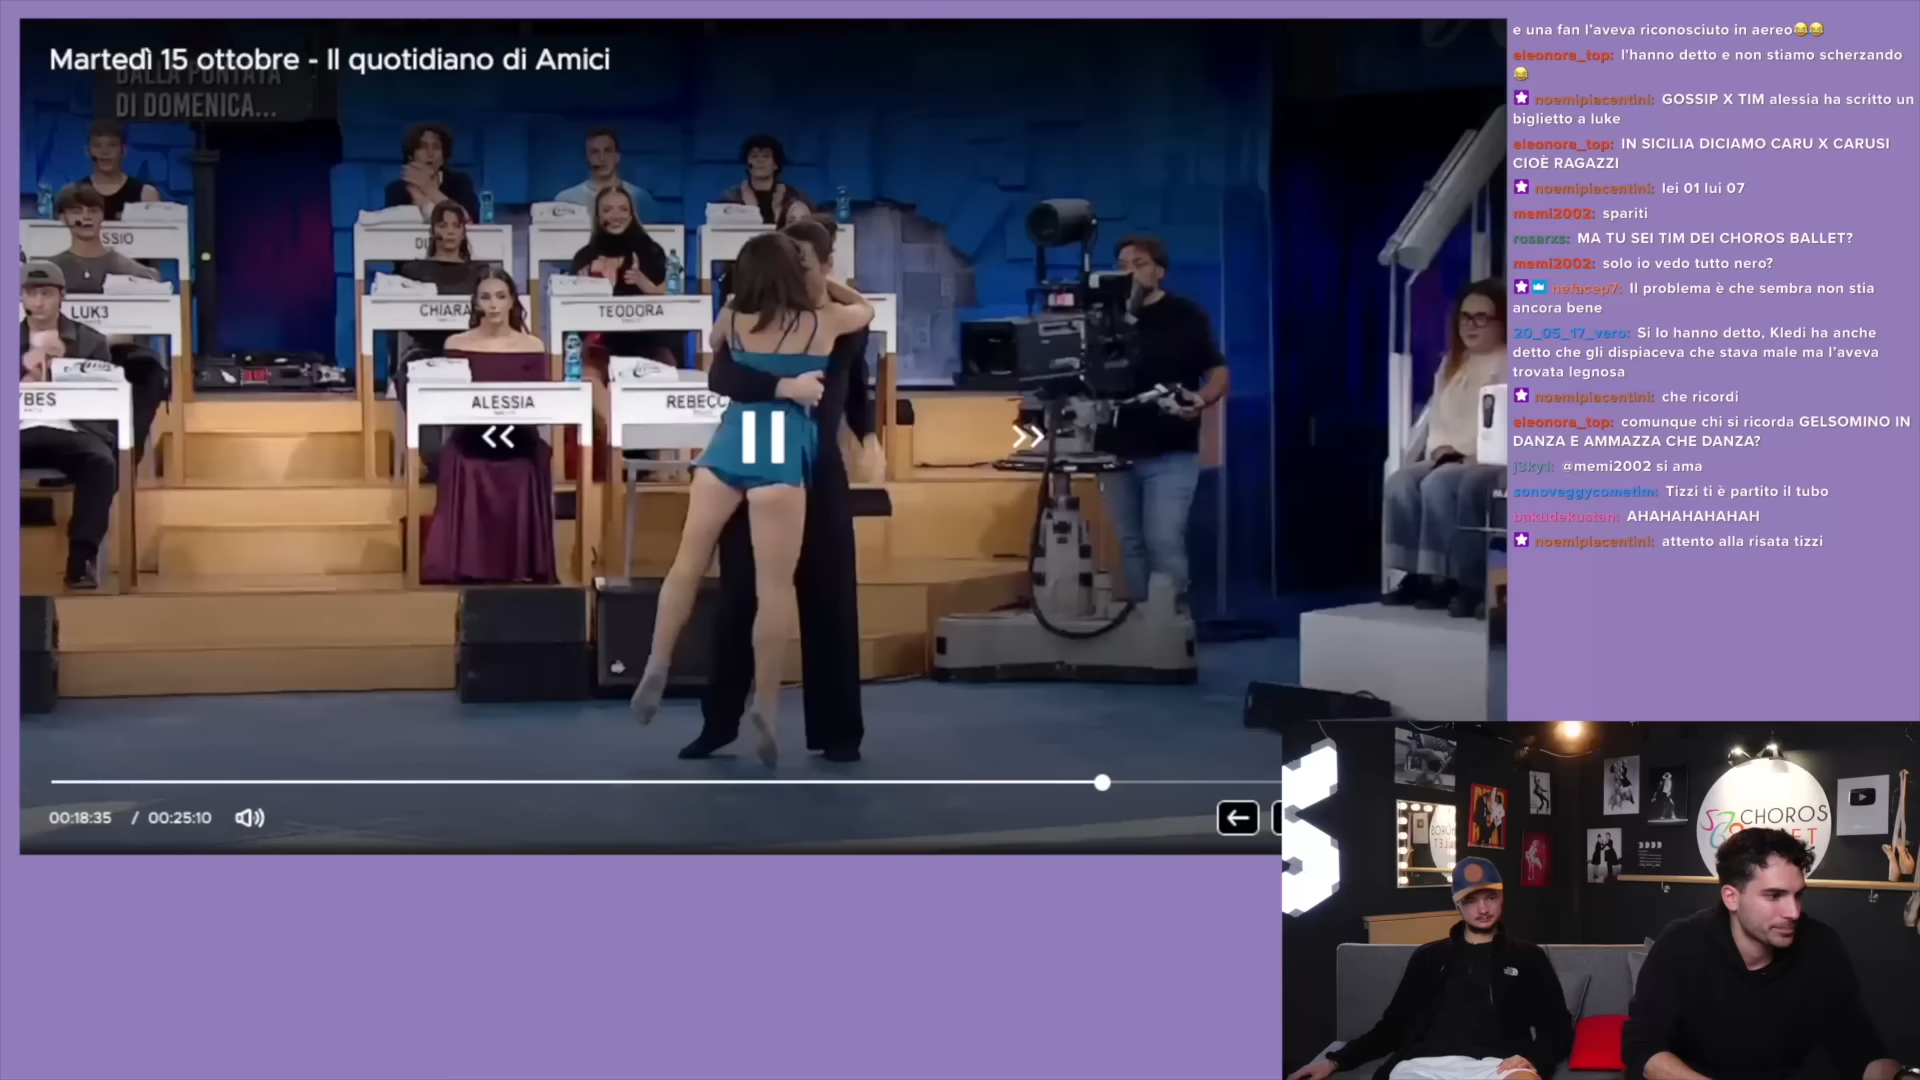 Martedì 15 ottobre - Il quotidiano di Amici
DALLA PUNTATA
DI DOMENICA...
SSIO
LUK3
CHIARA
TEODORA
YBES
ALESSIA
REBECC
00:18:35 / 00:25:10
e una fan l'aveva riconosciuto in aereo😂😂
eleonora_top: l'hanno detto e non stiamo scherzando
😂
noemipiacentini: GOSSIP X TIM alessia ha scritto un
biglietto a luke
eleonora_top: IN SICILIA DICIAMO CARU X CARUSI
CIOÈ RAGAZZI
noemipiacentini: lei 01 lui 07
memi2002: spariti
rosarxs: MA TU SEI TIM DEI CHOROS BALLET?
memi2002: solo io vedo tutto nero?
nefacep7: Il problema è che sembra non stia
ancora bene
20_05_17_vero: Si lo hanno detto, Kledi ha anche
detto che gli dispiaceva che stava male ma l'aveva
trovata legnosa
noemipiacentini: che ricordi
eleonora_top: comunque chi si ricorda GELSOMINO IN
DANZA E AMMAZZA CHE DANZA?
j3ky1: @memi2002 si ama
sonoveggycometim: Tizzi ti è partito il tubo
bakudekustan: AHAHAHAHAHAH
noemipiacentini: attento alla risata tizzi
CHOROS